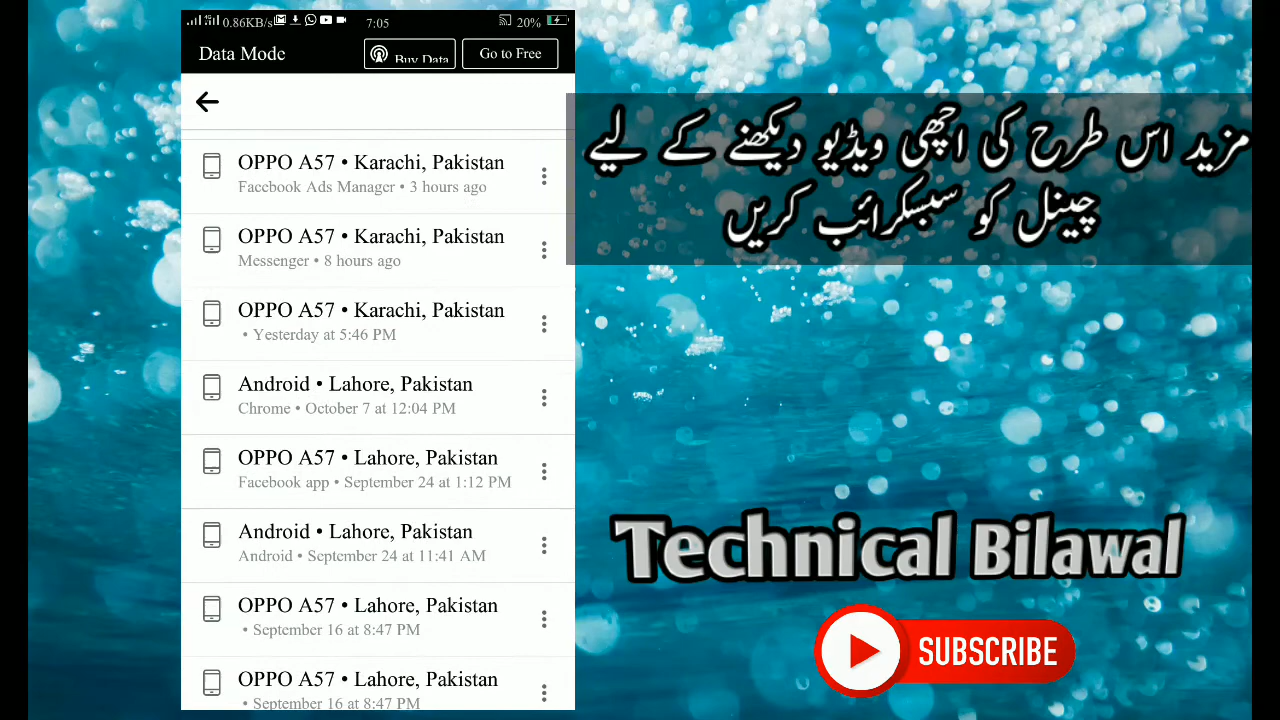 0.86KB/s 7:05 20%
Data Mode Buy Data Go to Free
OPPO A57 • Karachi, Pakistan
Facebook Ads Manager • 3 hours ago
OPPO A57 • Karachi, Pakistan
Messenger • 8 hours ago
OPPO A57 • Karachi, Pakistan
• Yesterday at 5:46 PM
Android • Lahore, Pakistan
Chrome • October 7 at 12:04 PM
OPPO A57 • Lahore, Pakistan
Facebook app • September 24 at 1:12 PM
Android • Lahore, Pakistan
Android • September 24 at 11:41 AM
OPPO A57 • Lahore, Pakistan
• September 16 at 8:47 PM
OPPO A57 • Lahore, Pakistan
• September 16 at 8:47 PM
مزید اس طرح کی اچھی ویڈیو دیکھنے کے لیے
چینل کو سبسکرائب کریں
Technical Bilawal
SUBSCRIBE